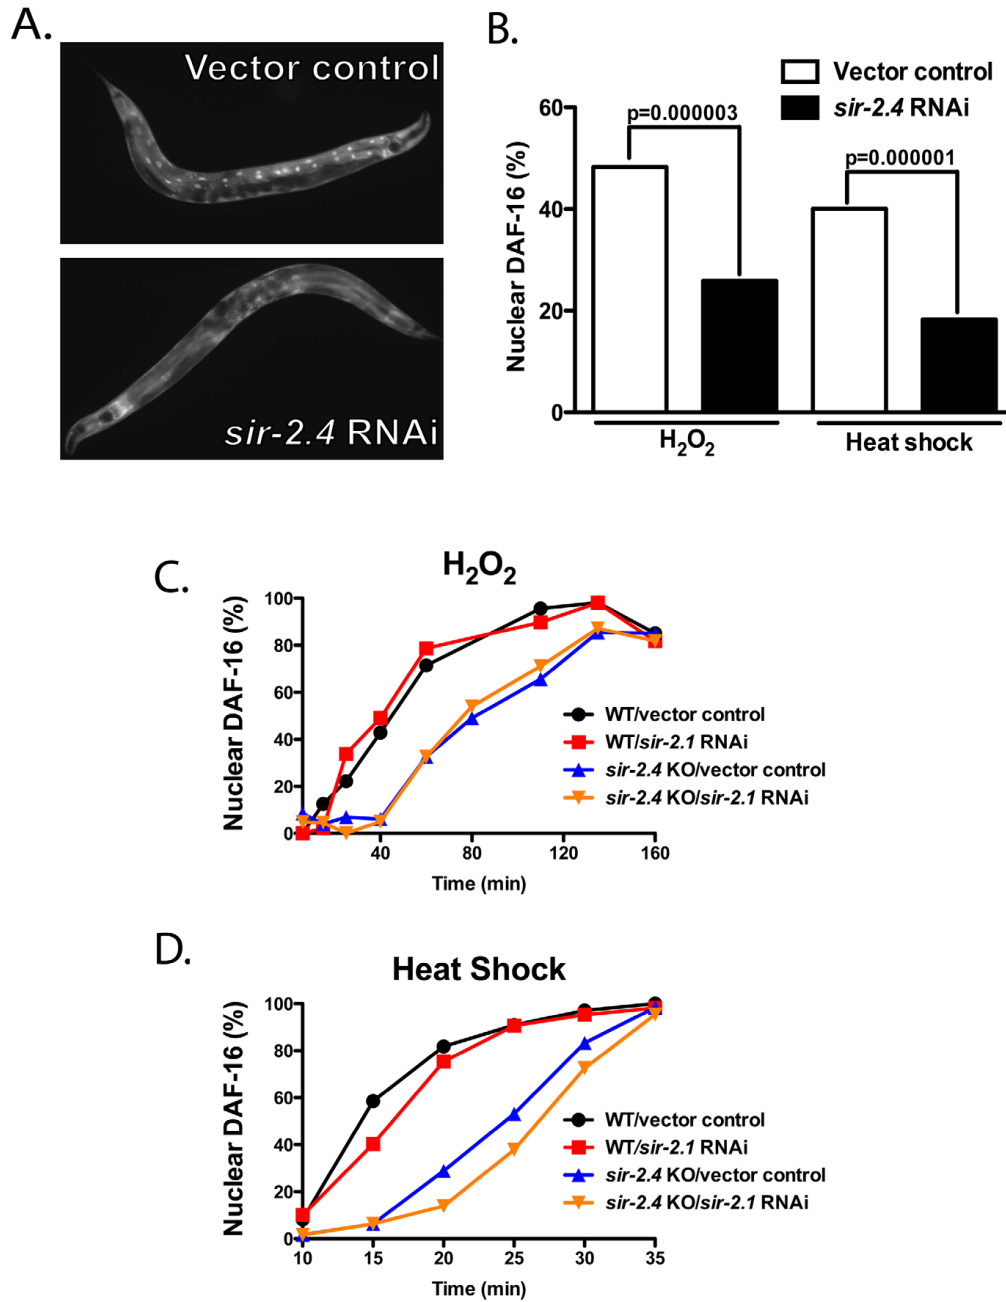 A.
Vector control
sir-2.4 RNAi
B.
Vector control
sir-2.4 RNAi
Nuclear DAF-16 (%)
60
40
20
0
p=0.000003
p=0.000001
H₂O₂
Heat shock
C.
H₂O₂
Nuclear DAF-16 (%)
100
80
60
40
20
0
40 80 120 160
Time (min)
WT/vector control
WT/sir-2.1 RNAi
sir-2.4 KO/vector control
sir-2.4 KO/sir-2.1 RNAi
D.
Heat Shock
Nuclear DAF-16 (%)
100
80
60
40
20
0
10 15 20 25 30 35
Time (min)
WT/vector control
WT/sir-2.1 RNAi
sir-2.4 KO/vector control
sir-2.4 KO/sir-2.1 RNAi